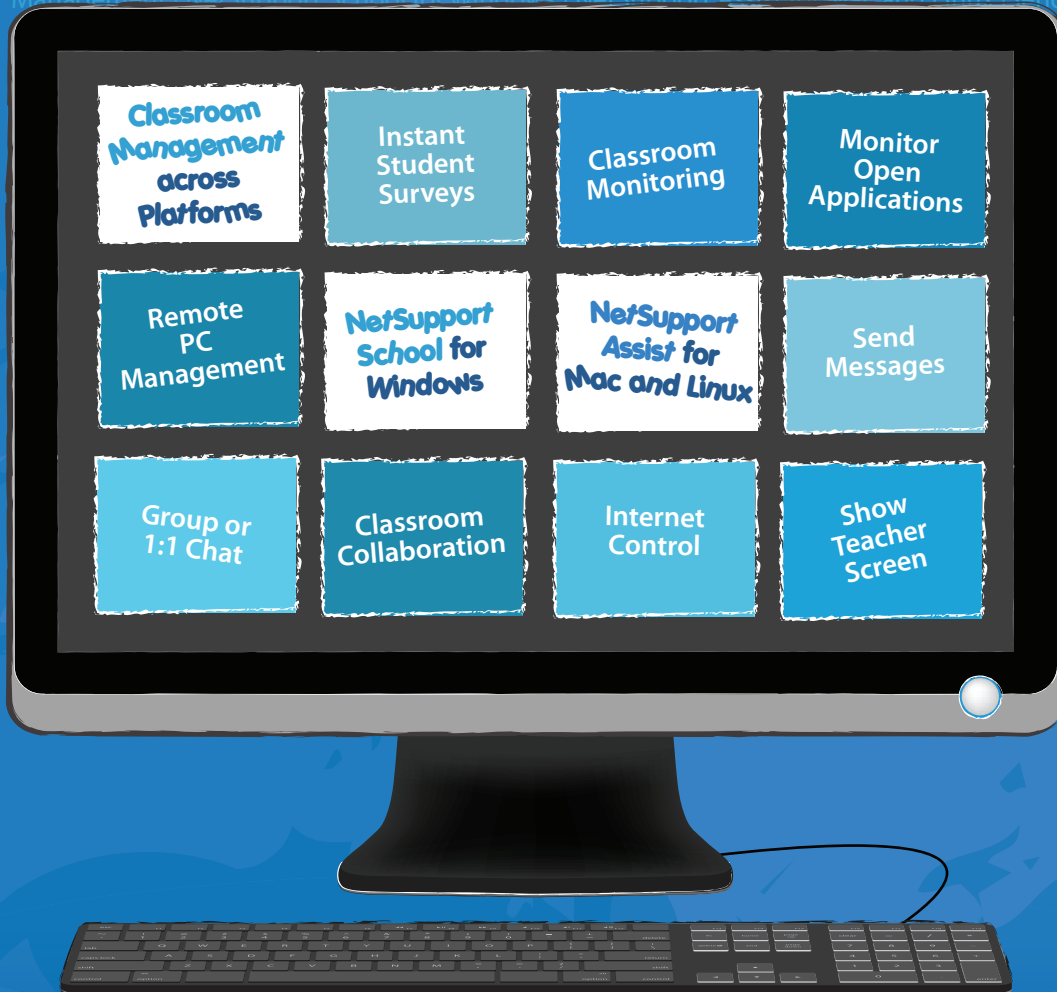 Classroom
Management
across
Platforms
Instant
Student
Surveys
Classroom
Monitoring
Monitor
Open
Applications
Remote
PC
Management
NetSupport
School for
Windows
NetSupport
Assist for
Mac and Linux
Send
Messages
Group or
1:1 Chat
Classroom
Collaboration
Internet
Control
Show
Teacher
Screen